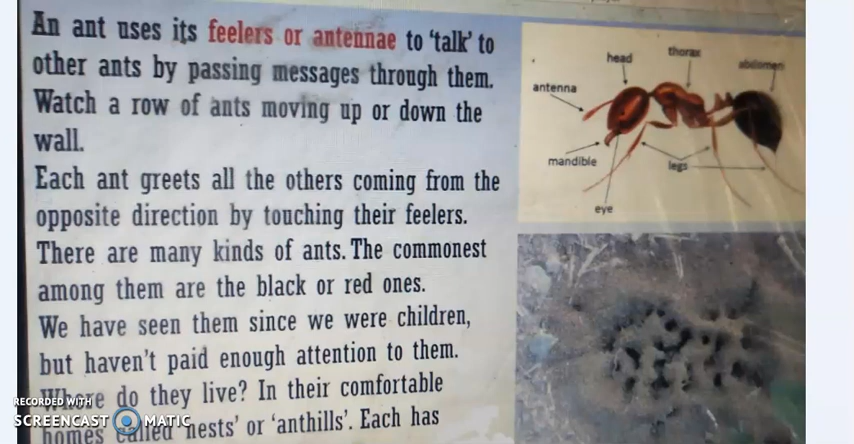 An ant uses its feelers or antennae to ‘talk’ to
other ants by passing messages through them.
Watch a row of ants moving up or down the
wall.
Each ant greets all the others coming from the
opposite direction by touching their feelers.
There are many kinds of ants. The commonest
among them are the black or red ones.
We have seen them since we were children,
but haven’t paid enough attention to them.
Where do they live? In their comfortable
homes called ‘nests’ or ‘anthills’. Each has
head
thorax
abdomen
antenna
mandible
legs
eye
RECORDED WITH
SCREENCAST MATIC